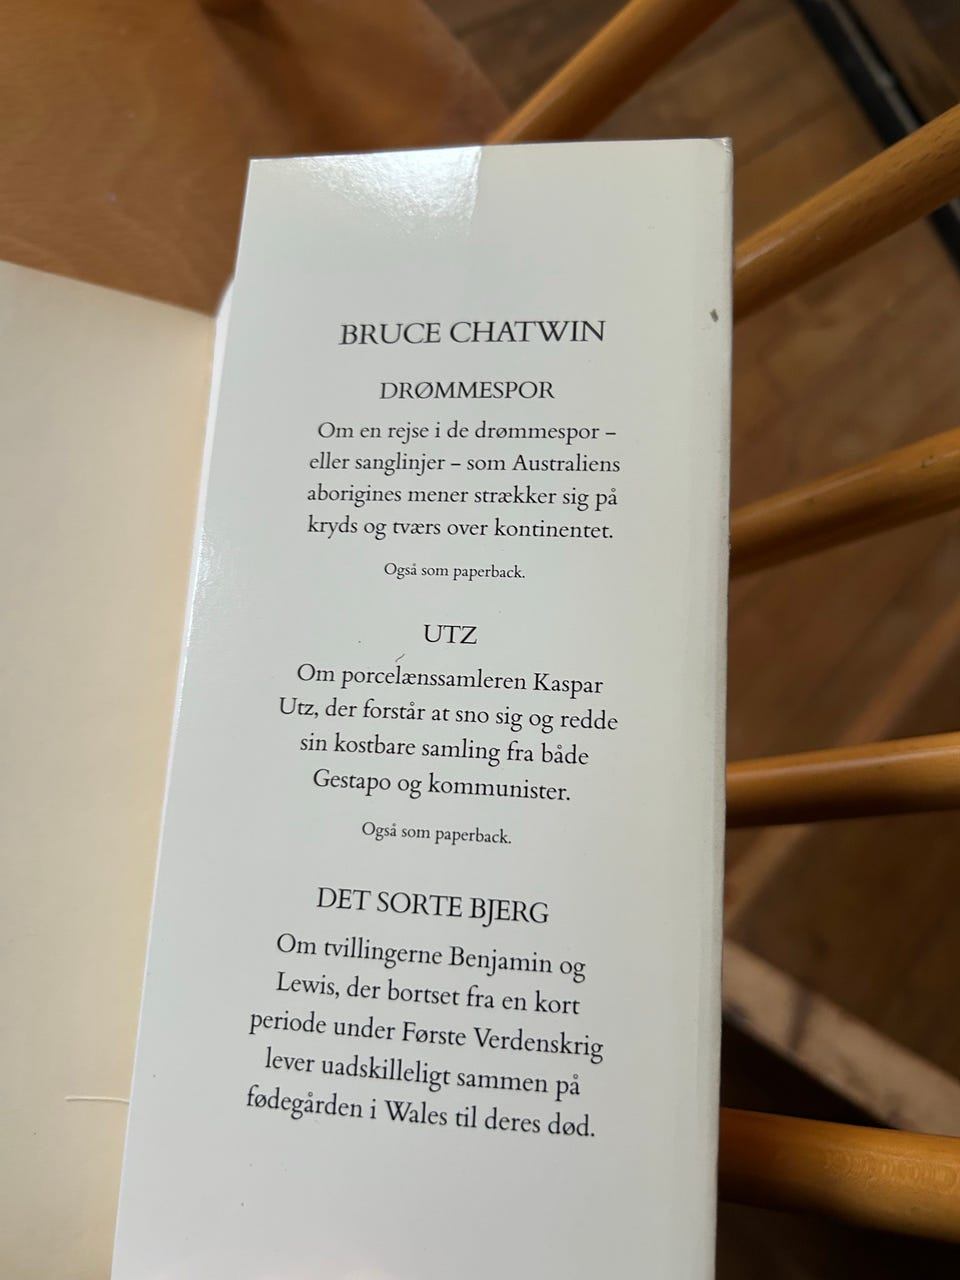 BRUCE CHATWIN
DRØMMESPOR
Om en rejse i de drømmespor –
eller sanglinjer – som Australiens
aborigines mener strækker sig på
kryds og tværs over kontinentet.
Også som paperback.
UTZ
Om porcelænssamleren Kaspar
Utz, der forstår at sno sig og redde
sin kostbare samling fra både
Gestapo og kommunister.
Også som paperback.
DET SORTE BJERG
Om tvillingerne Benjamin og
Lewis, der bortset fra en kort
periode under Første Verdenskrig
lever uadskilleligt sammen på
fødegården i Wales til deres død.